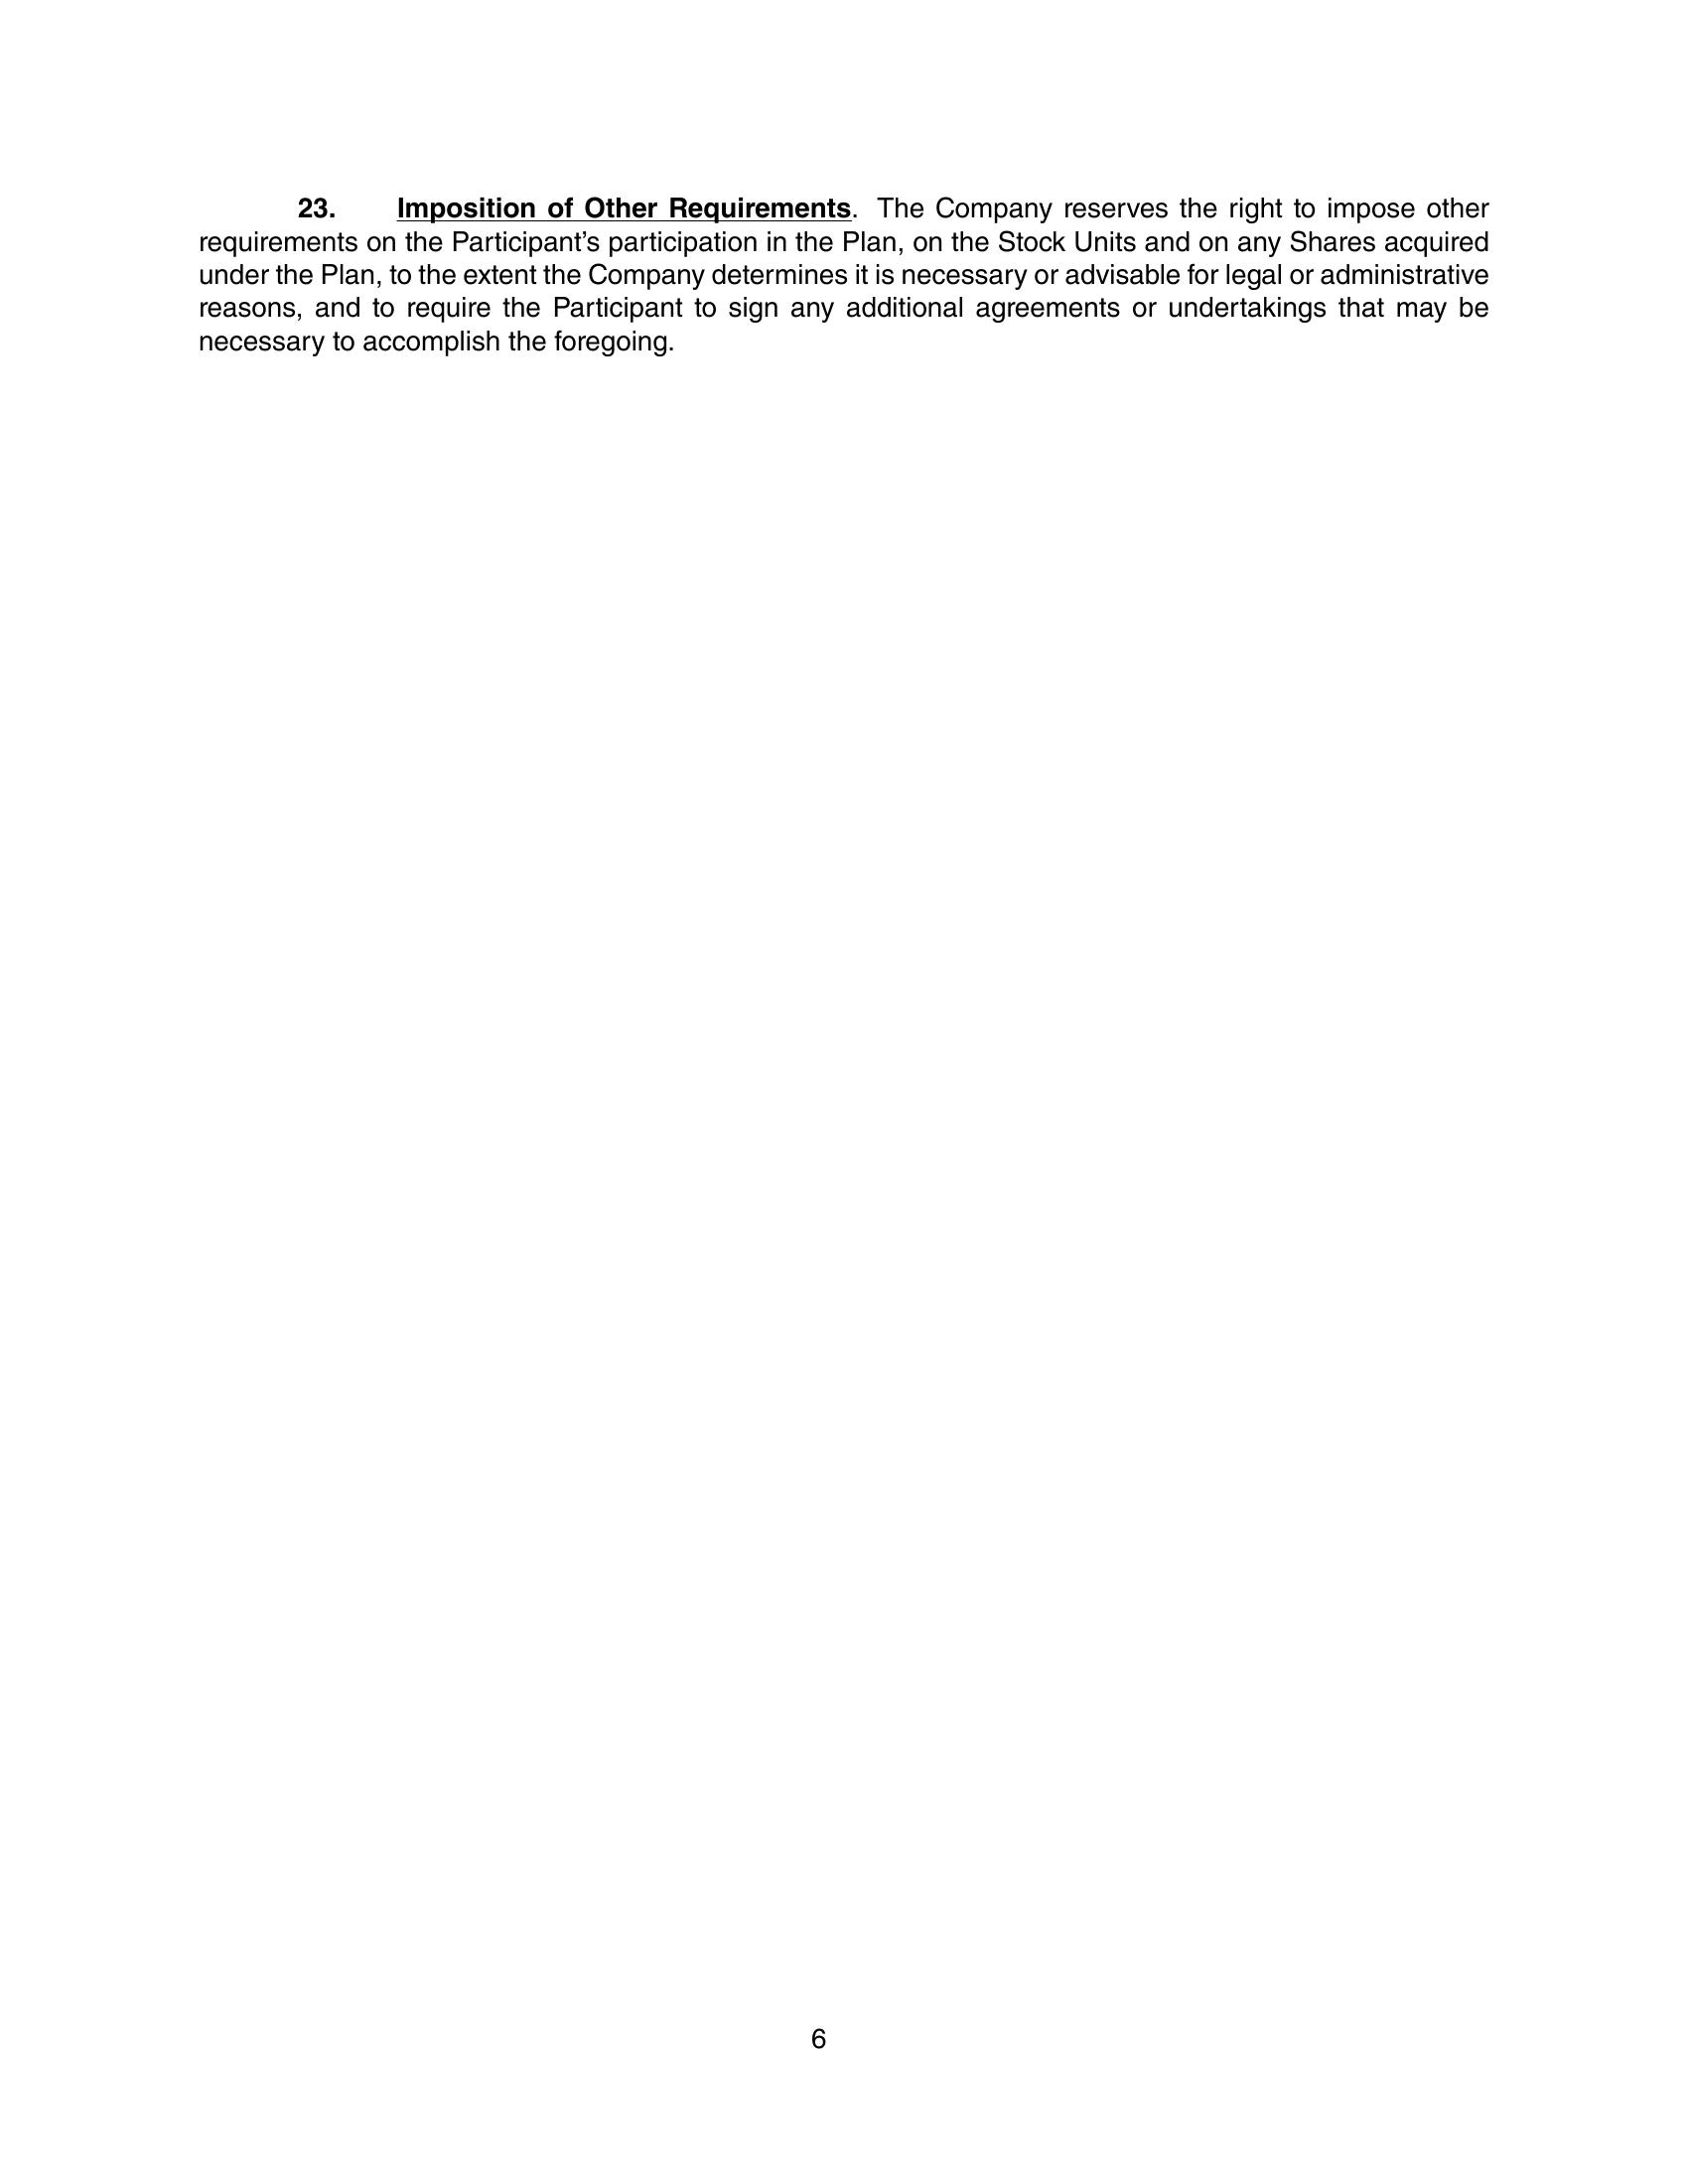 23. Imposition of Other Requirements. The Company reserves the right to impose other
requirements on the Participant’s participation in the Plan, on the Stock Units and on any Shares acquired
under the Plan, to the extent the Company determines it is necessary or advisable for legal or administrative
reasons, and to require the Participant to sign any additional agreements or undertakings that may be
necessary to accomplish the foregoing.
6